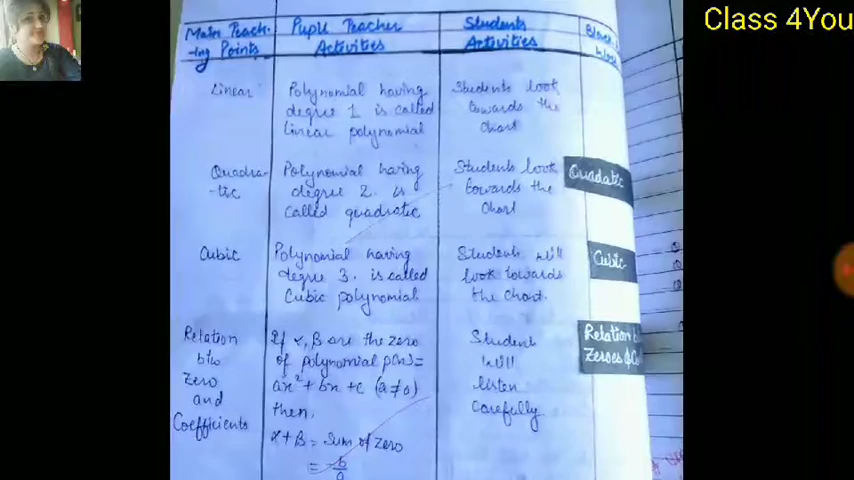 Class 4You
Main Teach-
-ing Points
Pupil Teacher
Activities
Students
Activities
Linear
Polynomial having
degree 1 is called
linear polynomial
Students look
towards the
chart
Quadra-
-tic
Polynomial having
degree 2. is
called quadratic
Students look
towards the
chart
Quadatic
Cubic
Polynomial having
degree 3. is called
Cubic polynomial
Students will
look towards
the chart.
Cubic
Relation
btw
Zero
and
Coefficients
If α, β are the zero
of polynomial p(x)=
ax²+bx+c (a≠0)
then,
α+β = Sum of zero
= -b/a
Student
will
listen
carefully
Relation b
Zeroes &